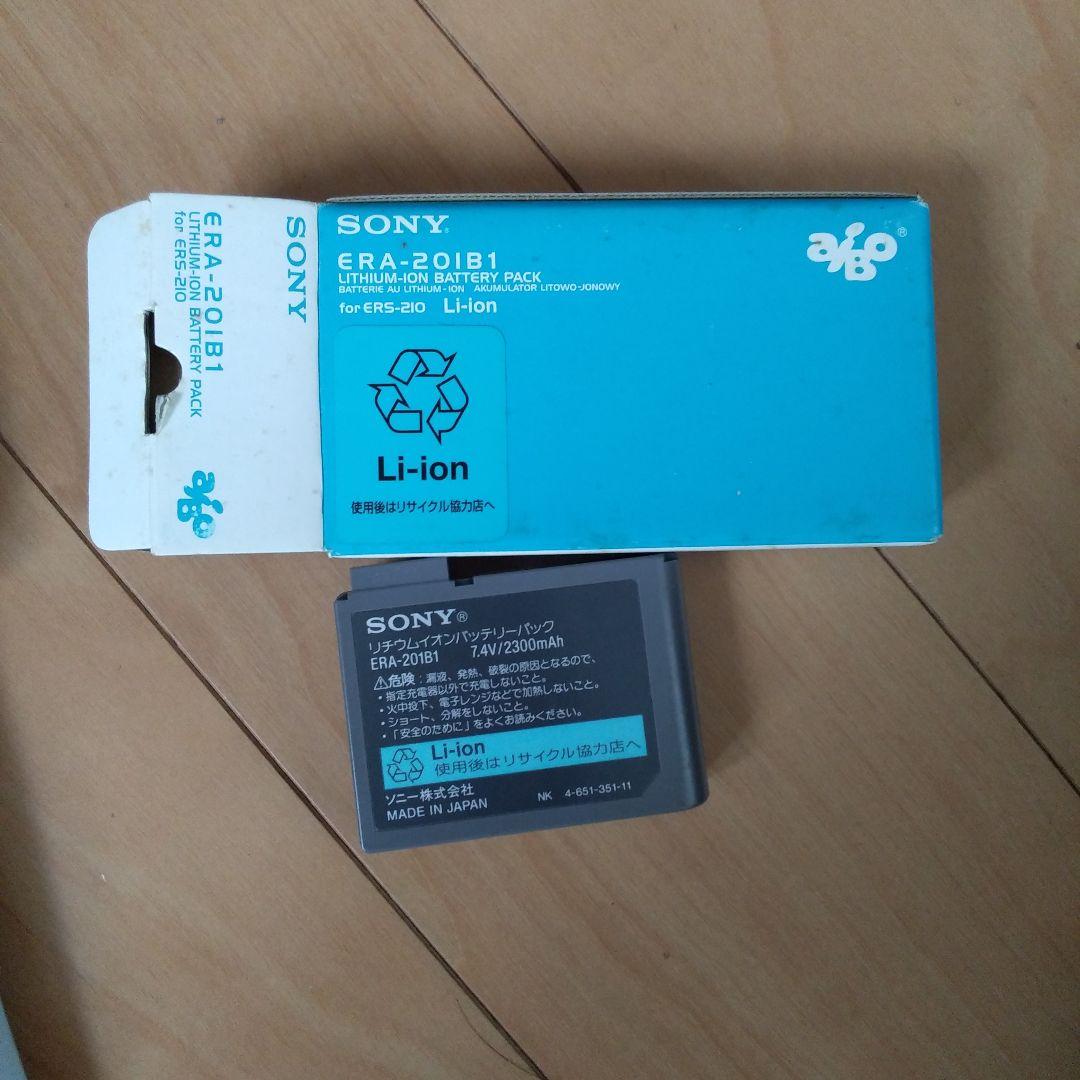 SONY®
ERA-201B1
LITHIUM-ION BATTERY PACK
BATTERIE AU LITHIUM-ION AKUMULATOR LITOWO-JONOWY
for ERS-210 Li-ion
aibo®
Li-ion
使用後はリサイクル協力店へ
SONY
ERA-201B1
LITHIUM-ION BATTERY PACK
for ERS-210
aibo
SONY®
リチウムイオンバッテリーパック
ERA-201B1 7.4V/2300mAh
⚠危険:漏液、発熱、破裂の原因となるので、
・指定充電器以外で充電しないこと。
・火中投下、電子レンジなどで加熱しないこと。
・ショート、分解をしないこと。
・「安全のために」をよくお読みください。
Li-ion
使用後はリサイクル協力店へ
ソニー株式会社
MADE IN JAPAN NK 4-651-351-11